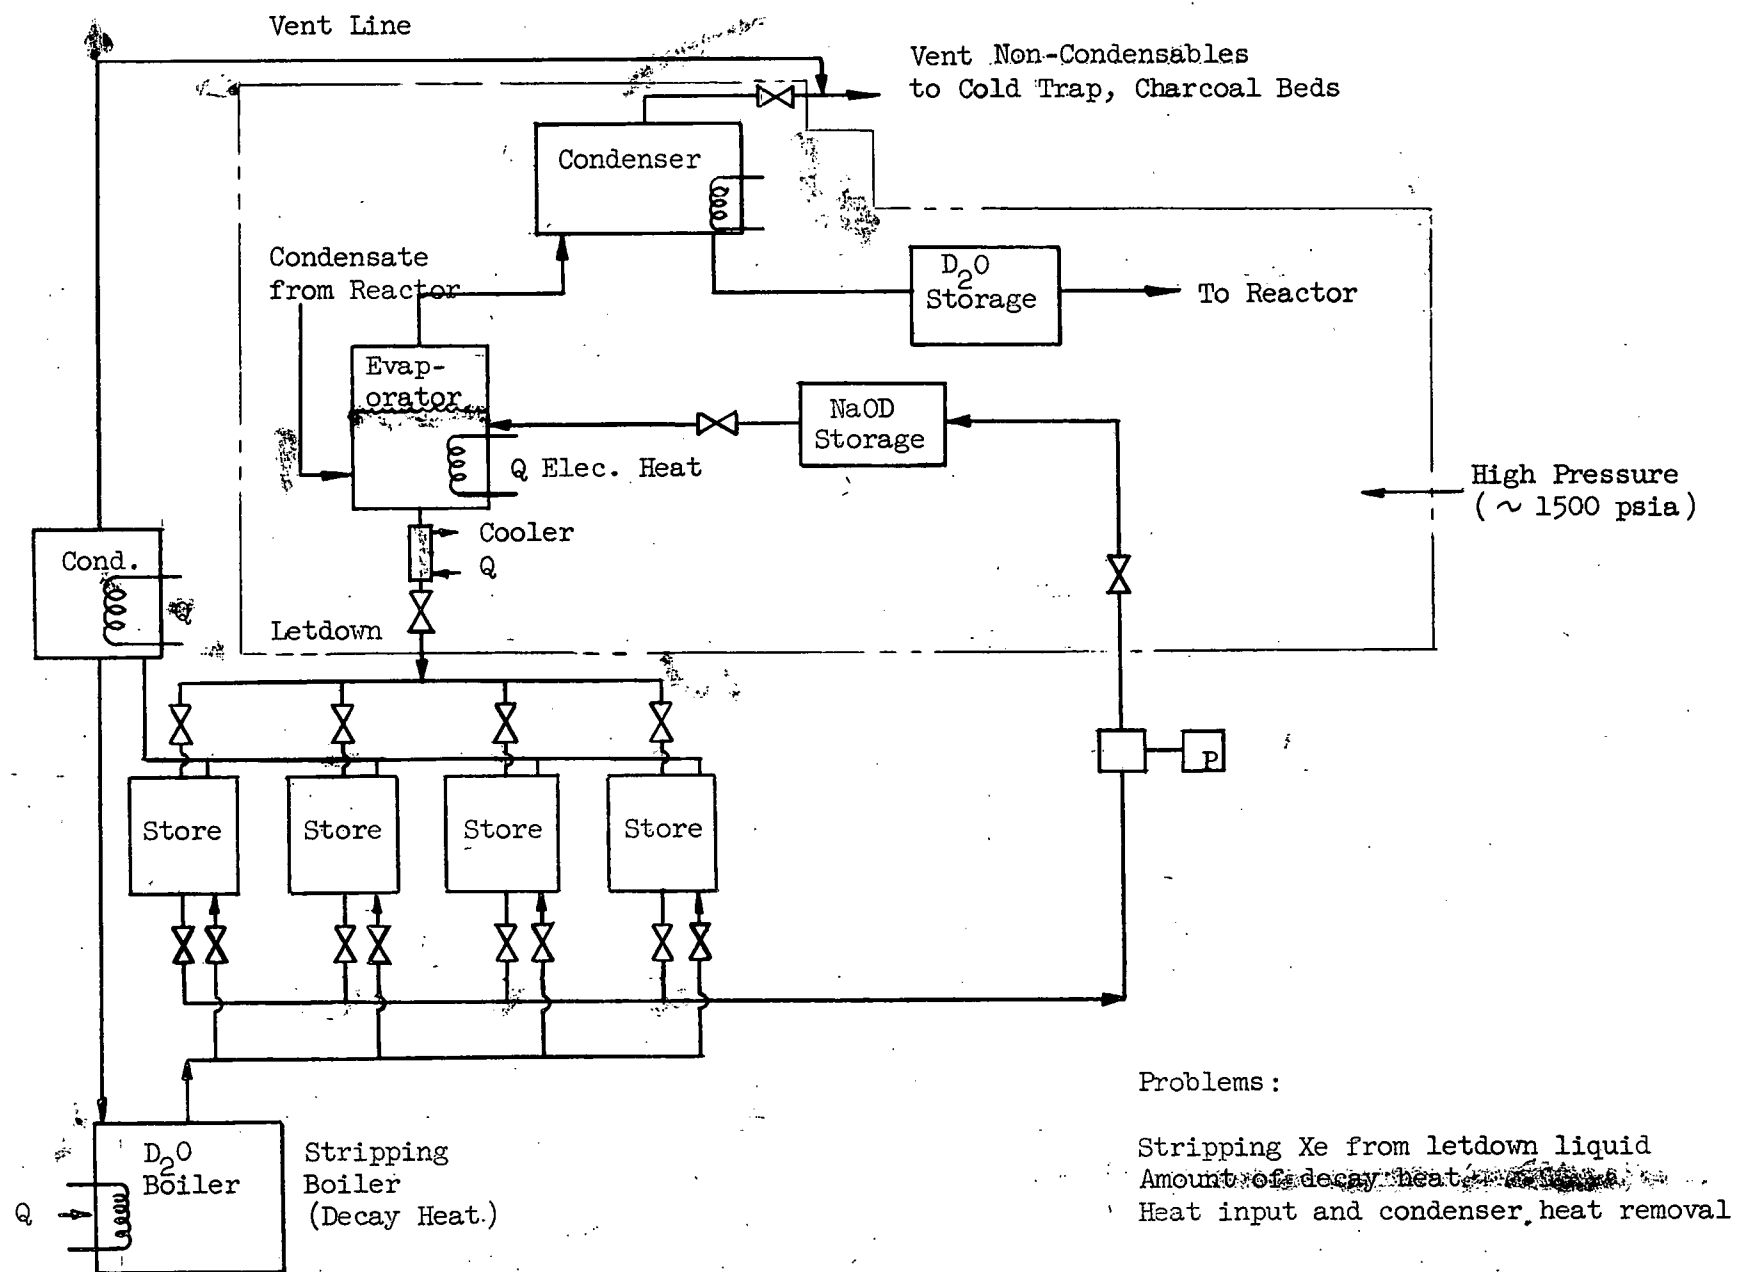 Vent Line
Vent Non-Condensables
to Cold Trap, Charcoal Beds
Condenser
Condensate
from Reactor
D2O
Storage
To Reactor
Evap-
orator
NaOD
Storage
Q Elec. Heat
High Pressure
(~ 1500 psia)
Cooler
Q
Cond.
Q
Letdown
P
Store
Store
Store
Store
Problems:
D2O
Boiler
Stripping
Boiler
(Decay Heat.)
Q
Stripping Xe from letdown liquid
Amount of decay heat
Heat input and condenser heat removal